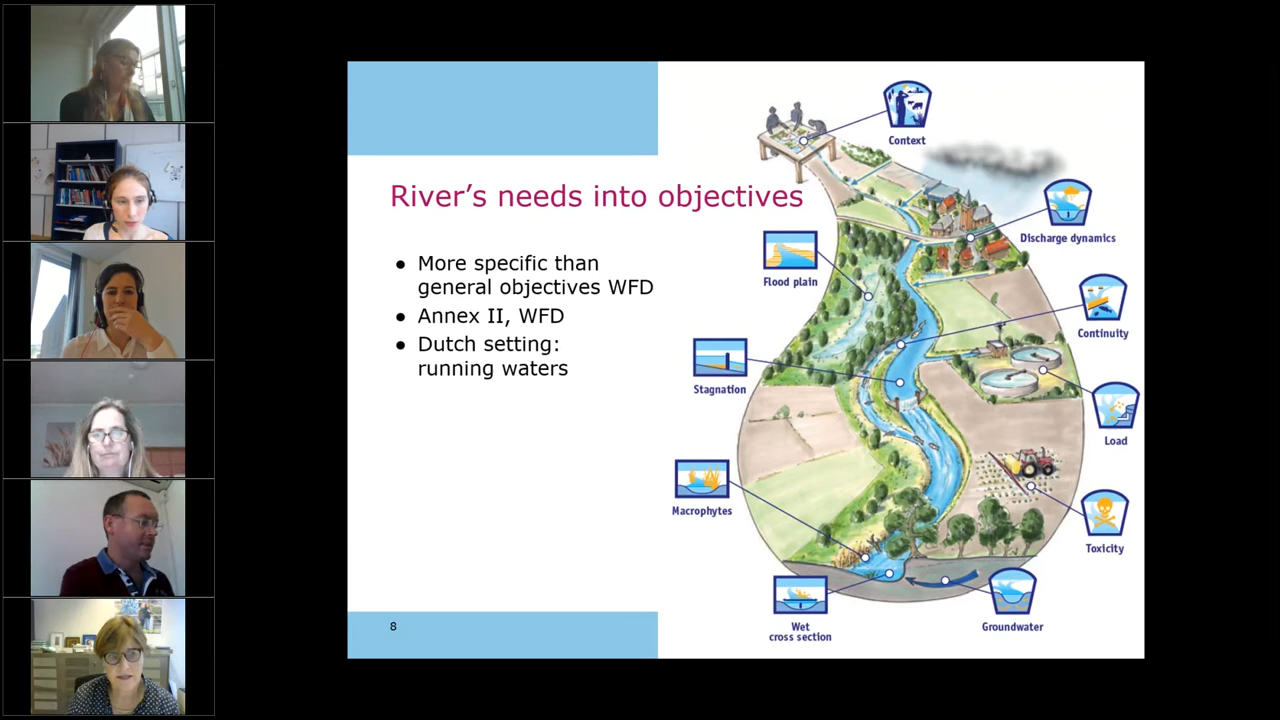 River's needs into objectives
● More specific than
general objectives WFD
● Annex II, WFD
● Dutch setting:
running waters
8
Context
Discharge dynamics
Flood plain
Continuity
Stagnation
Load
Macrophytes
Toxicity
Wet
cross section
Groundwater